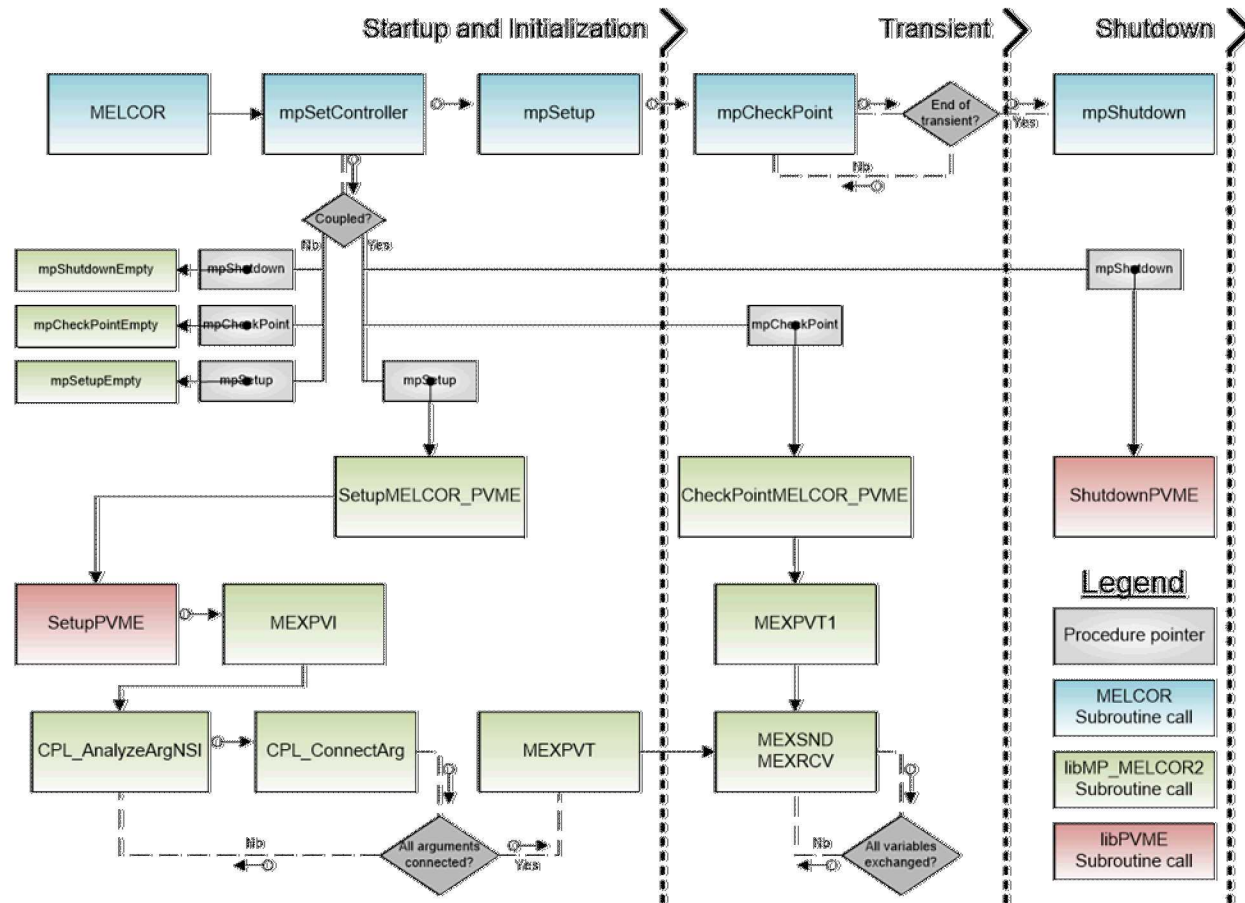 Startup and Initialization
Transient
Shutdown
MELCOR
mpSetController
mpSetup
mpCheckPoint
End of
transient?
Yes
mpShutdown
No
Coupled?
No
Yes
mpShutdownEmpty
mpShutdown
mpShutdown
mpCheckPointEmpty
mpCheckPoint
mpCheckPoint
mpSetupEmpty
mpSetup
mpSetup
SetupMELCOR_PVME
CheckPointMELCOR_PVME
ShutdownPVME
Legend
SetupPVME
MEXPVI
MEXPVT1
Procedure pointer
MELCOR
Subroutine call
CPL_AnalyzeArgNSI
CPL_ConnectArg
MEXPVT
MEXSND
MEXRCV
libMP_MELCOR2
Subroutine call
No
All arguments
connected?
Yes
No
All variables
exchanged?
libPVME
Subroutine call